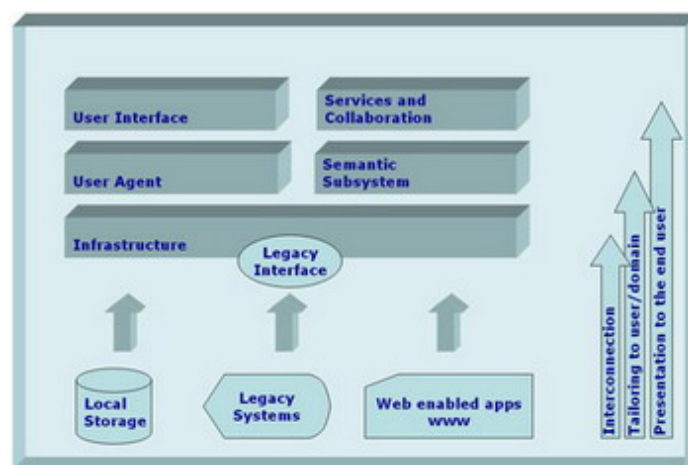 User Interface
Services and
Collaboration
User Agent
Semantic
Subsystem
Infrastructure
Legacy
Interface
Local
Storage
Legacy
Systems
Web enabled apps
www
Interconnection
Tailoring to user/domain
Presentation to the end user